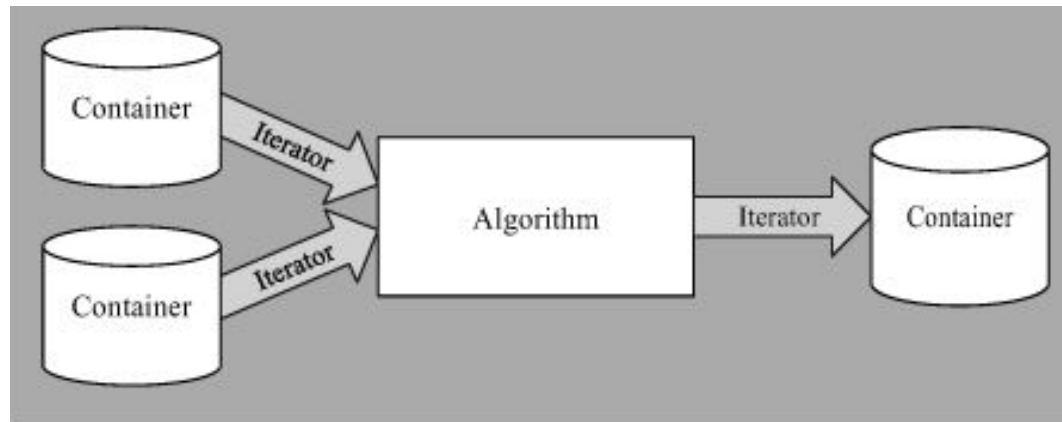 Container
Iterator
Container
Iterator
Algorithm
Iterator
Container